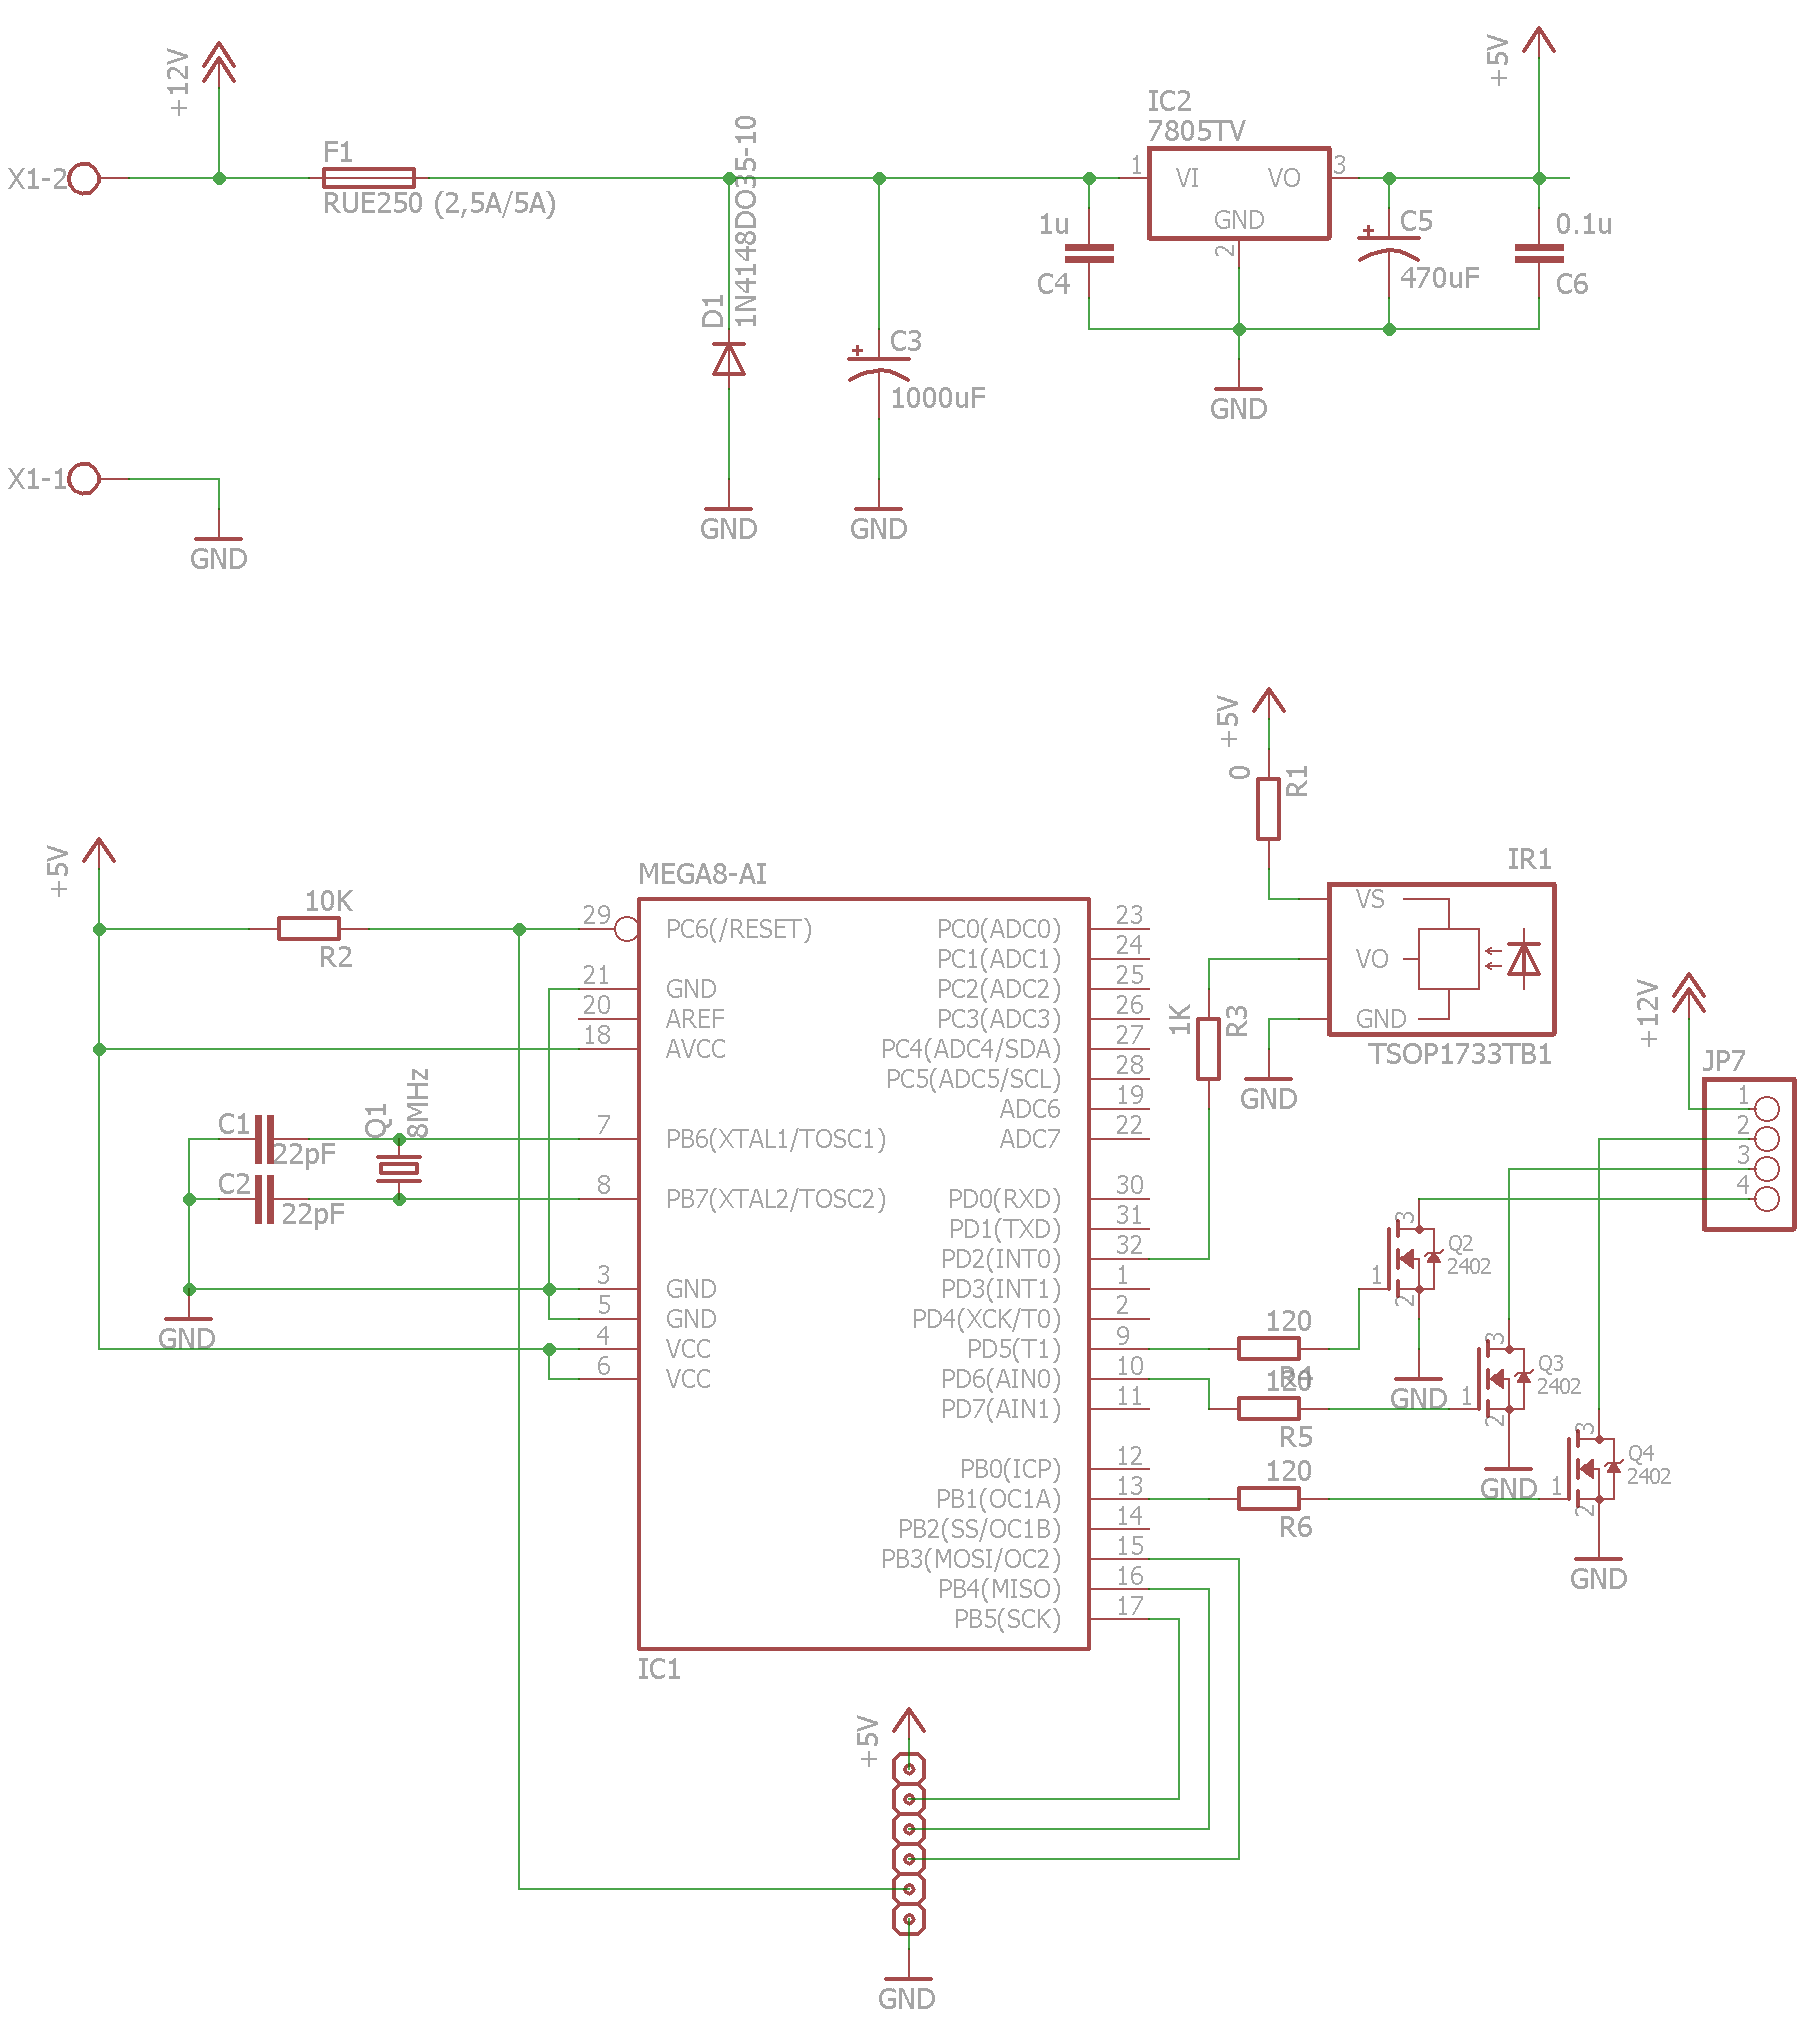 +12V
X1-2
F1
RUE250 (2,5A/5A)
D1
1N4148DO35-10
C3
1000uF
GND
GND
1u
C4
IC2
7805TV
1
VI
VO
3
GND
2
GND
C5
470uF
+5V
0.1u
C6
X1-1
GND
+5V
10K
R2
C1
22pF
C2
22pF
Q1
8MHz
GND
MEGA8-AI
29 PC6(/RESET)
21 GND
20 AREF
18 AVCC
7 PB6(XTAL1/TOSC1)
8 PB7(XTAL2/TOSC2)
3 GND
5 GND
4 VCC
6 VCC
PC0(ADC0) 23
PC1(ADC1) 24
PC2(ADC2) 25
PC3(ADC3) 26
PC4(ADC4/SDA) 27
PC5(ADC5/SCL) 28
ADC6 19
ADC7 22
PD0(RXD) 30
PD1(TXD) 31
PD2(INT0) 32
PD3(INT1) 1
PD4(XCK/T0) 2
PD5(T1) 9
PD6(AIN0) 10
PD7(AIN1) 11
PB0(ICP) 12
PB1(OC1A) 13
PB2(SS/OC1B) 14
PB3(MOSI/OC2) 15
PB4(MISO) 16
PB5(SCK) 17
IC1
+5V
0
R1
IR1
VS
VO
GND
TSOP1733TB1
1K
R3
GND
+12V
JP7
1
2
3
4
120
R4
120
R5
120
R6
1
3
2
Q2
2402
GND
1
3
2
Q3
2402
GND
1
3
2
Q4
2402
GND
+5V
GND